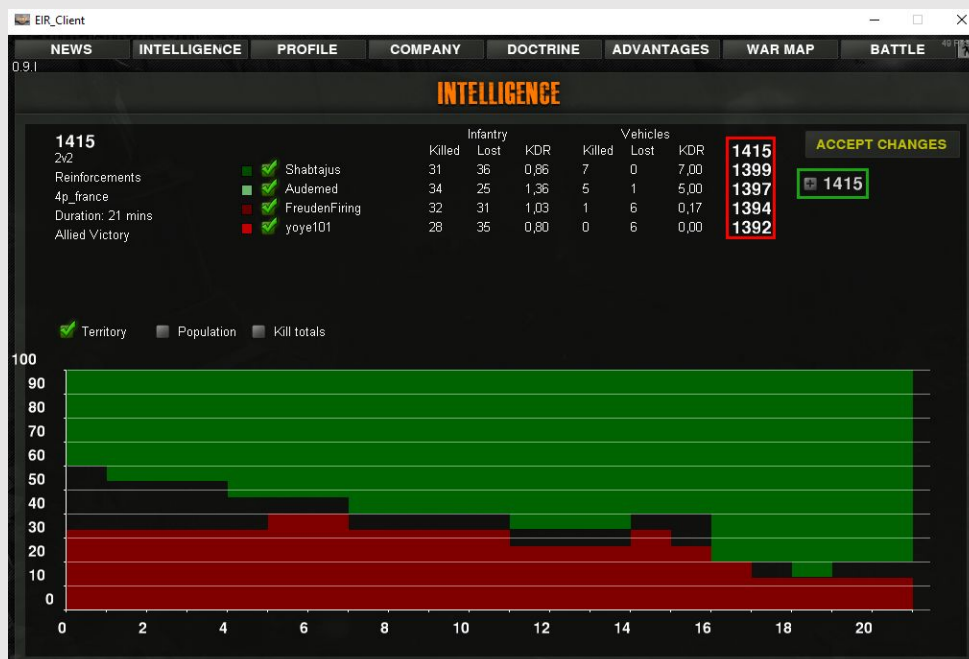 EIR_Client
NEWS INTELLIGENCE PROFILE COMPANY DOCTRINE ADVANTAGES WAR MAP BATTLE
0.9.I
INTELLIGENCE
1415
2v2
Reinforcements
4p_france
Duration: 21 mins
Allied Victory
Infantry Vehicles
Killed Lost KDR Killed Lost KDR
Shabtajus 31 36 0,86 7 0 7,00
Audemed 34 25 1,36 5 1 5,00
FreudenFiring 32 31 1,03 1 6 0,17
yoye101 28 35 0,80 0 6 0,00
1415
1399
1397
1394
1392
ACCEPT CHANGES
1415
Territory Population Kill totals
100
90
80
70
60
50
40
30
20
10
0
0 2 4 6 8 10 12 14 16 18 20